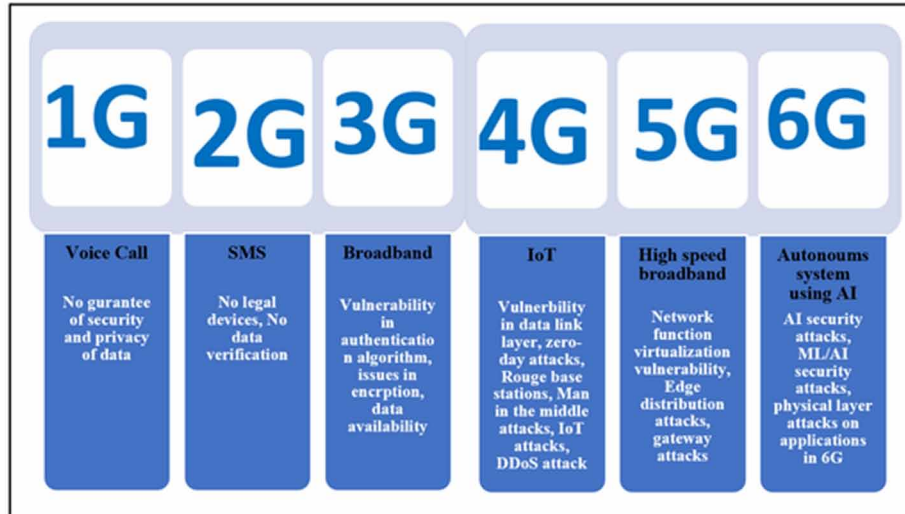 1G
2G
3G
4G
5G
6G
Voice Call
No gurantee
of security
and privacy
of data
SMS
No legal
devices, No
data
verification
Broadband
Vulnerability
in
authenticatio
n algorithm,
issues in
encrption,
data
availability
IoT
Vulnerbility
in data link
layer, zero-
day attacks,
Rouge base
stations, Man
in the middle
attacks, IoT
attacks,
DDoS attack
High speed
broadband
Network
function
virtualization
vulnerability,
Edge
distribution
attacks,
gateway
attacks
Autonoums
system
using AI
AI security
attacks,
ML/AI
security
attacks,
physical layer
attacks on
applications
in 6G